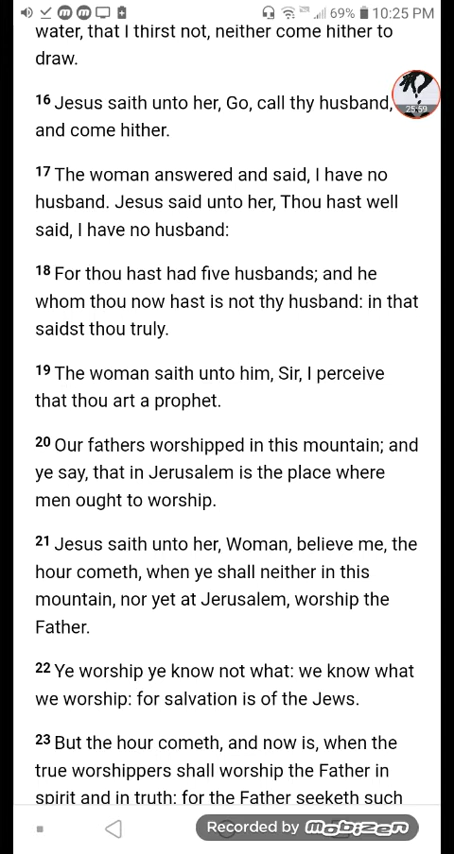 69% 10:25 PM
water, that I thirst not, neither come hither to
draw.
16 Jesus saith unto her, Go, call thy husband,
and come hither.
25:59
17 The woman answered and said, I have no
husband. Jesus said unto her, Thou hast well
said, I have no husband:
18 For thou hast had five husbands; and he
whom thou now hast is not thy husband: in that
saidst thou truly.
19 The woman saith unto him, Sir, I perceive
that thou art a prophet.
20 Our fathers worshipped in this mountain; and
ye say, that in Jerusalem is the place where
men ought to worship.
21 Jesus saith unto her, Woman, believe me, the
hour cometh, when ye shall neither in this
mountain, nor yet at Jerusalem, worship the
Father.
22 Ye worship ye know not what: we know what
we worship: for salvation is of the Jews.
23 But the hour cometh, and now is, when the
true worshippers shall worship the Father in
spirit and in truth: for the Father seeketh such
Recorded by mobizen